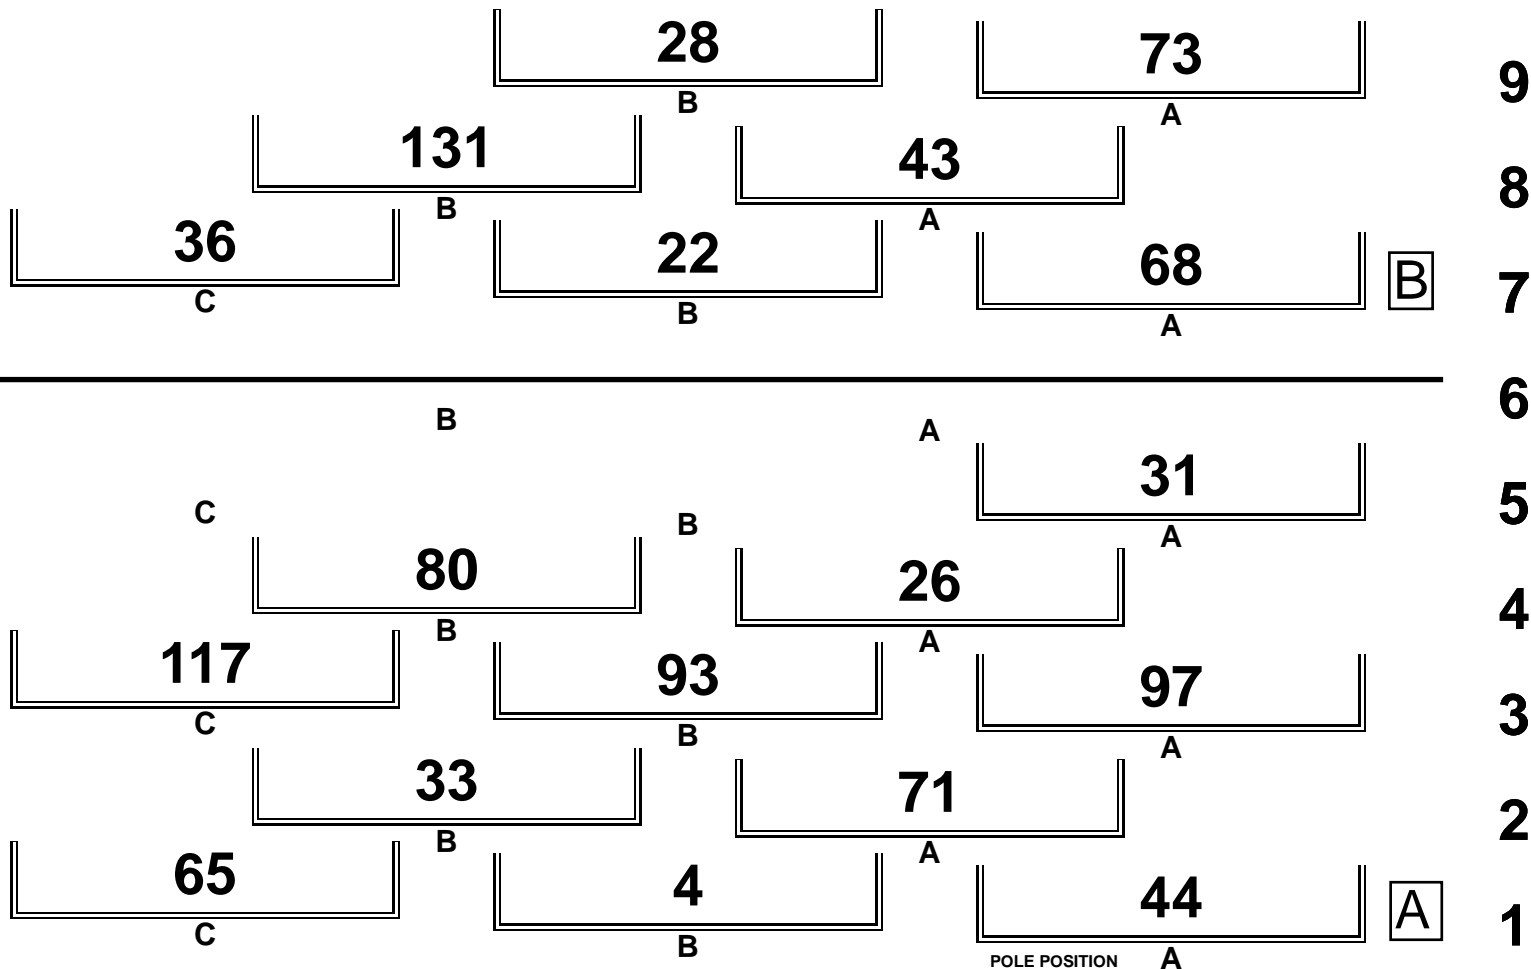 28 73 9
B A
131 43 8
B A
36 22 68 B 7
C B A
6
B A
31 5
C B A
80 26 4
B A
117 93 97 3
C B A
33 71 2
B A
65 4 44 A 1
C B POLE POSITION A